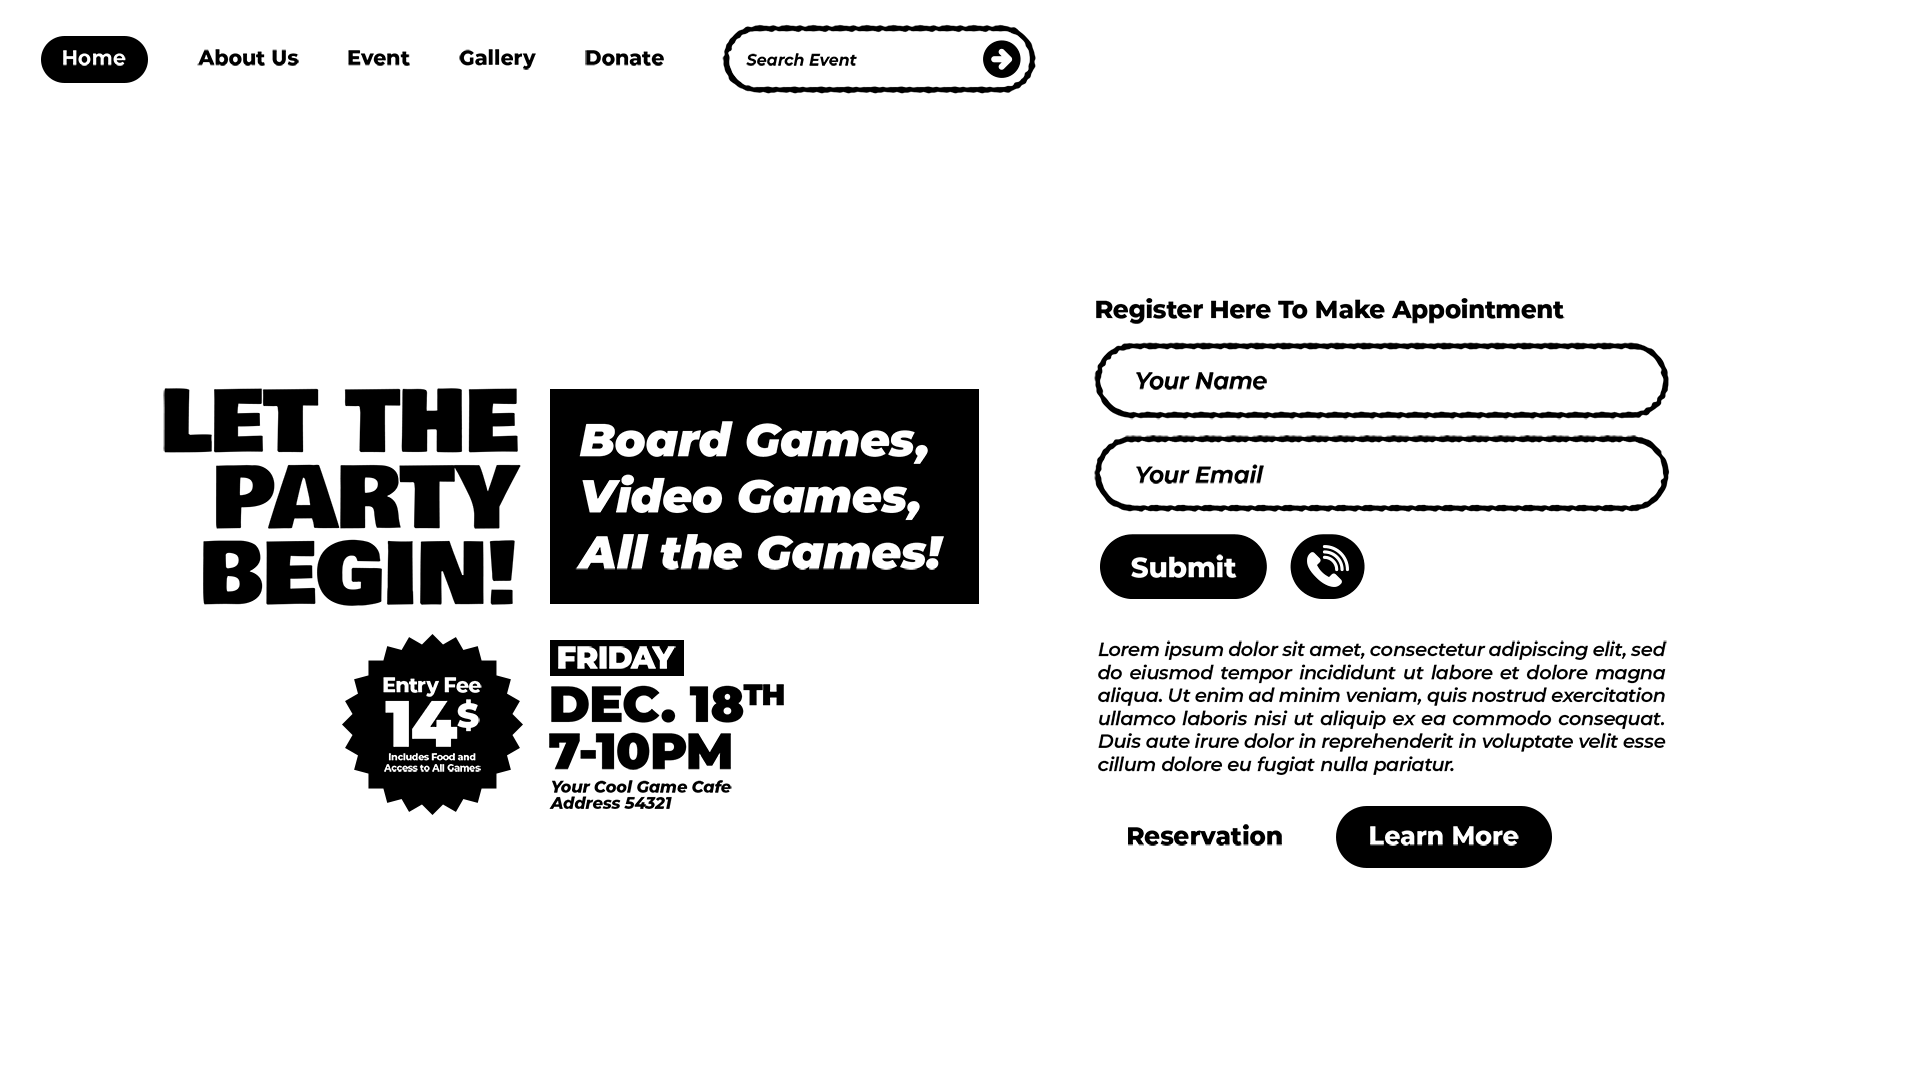 Home
About Us
Event
Gallery
Donate
Search Event
LET THE
PARTY
BEGIN!
Board Games,
Video Games,
All the Games!
Entry Fee
14$
Includes Food and
Access to All Games
FRIDAY
DEC. 18TH
7-10PM
Your Cool Game Cafe
Address 54321
Register Here To Make Appointment
Your Name
Your Email
Submit
Lorem ipsum dolor sit amet, consectetur adipiscing elit, sed
do eiusmod tempor incididunt ut labore et dolore magna
aliqua. Ut enim ad minim veniam, quis nostrud exercitation
ullamco laboris nisi ut aliquip ex ea commodo consequat.
Duis aute irure dolor in reprehenderit in voluptate velit esse
cillum dolore eu fugiat nulla pariatur.
Reservation
Learn More